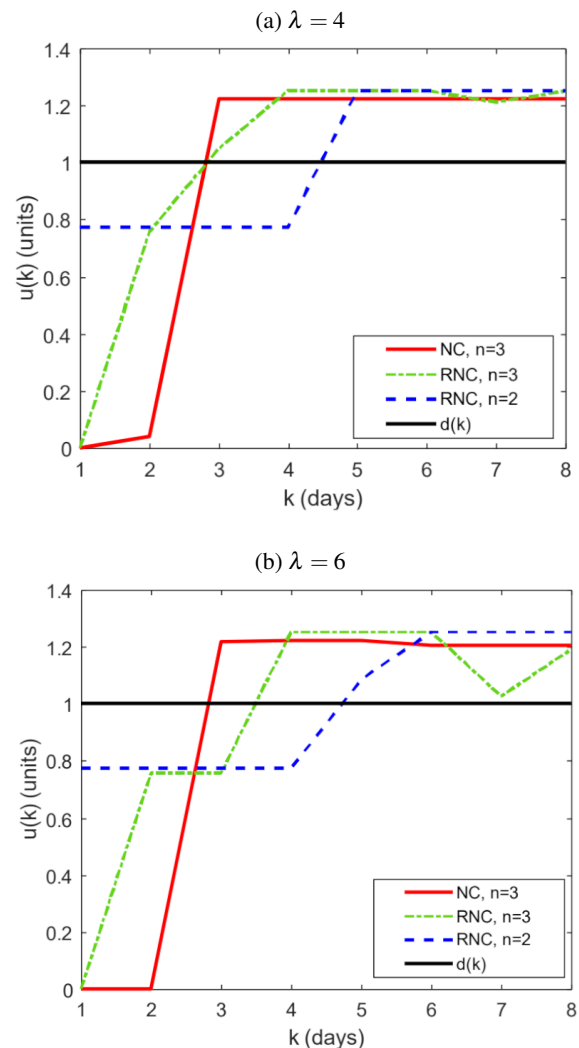 (a) λ = 4
1.4
1.2
1
0.8
0.6
0.4
0.2
0
u(k) (units)
NC, n=3
RNC, n=3
RNC, n=2
d(k)
1 2 3 4 5 6 7 8
k (days)
(b) λ = 6
1.4
1.2
1
0.8
0.6
0.4
0.2
0
u(k) (units)
NC, n=3
RNC, n=3
RNC, n=2
d(k)
1 2 3 4 5 6 7 8
k (days)